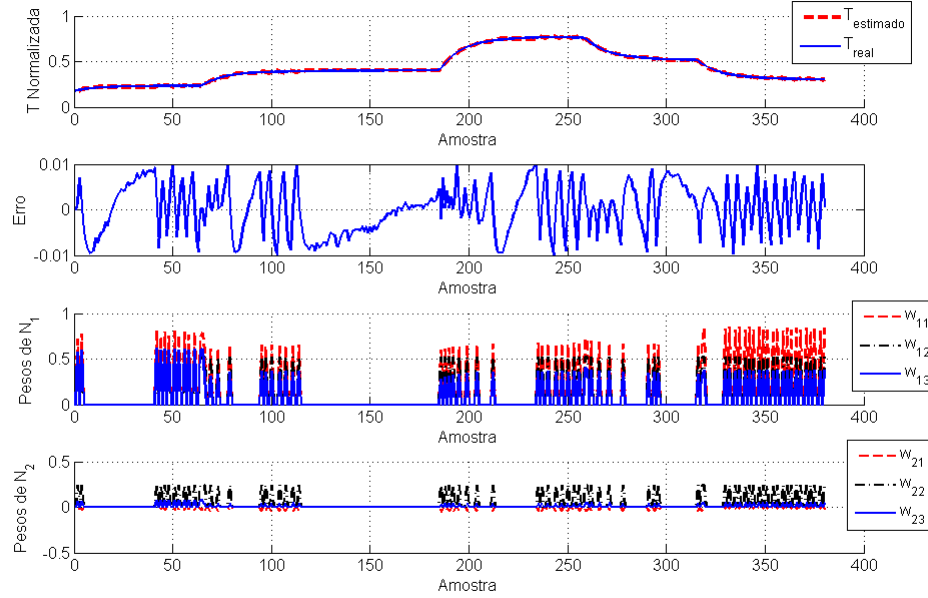 T Normalizada
1
0.5
0
0 50 100 150 200 250 300 350 400
Amostra
T_estimado
T_real
Erro
0.01
0
-0.01
0 50 100 150 200 250 300 350 400
Amostra
Pesos de N_1
1
0.5
0
0 50 100 150 200 250 300 350 400
Amostra
w_11
w_12
w_13
Pesos de N_2
0.5
0
-0.5
0 50 100 150 200 250 300 350 400
Amostra
w_21
w_22
w_23